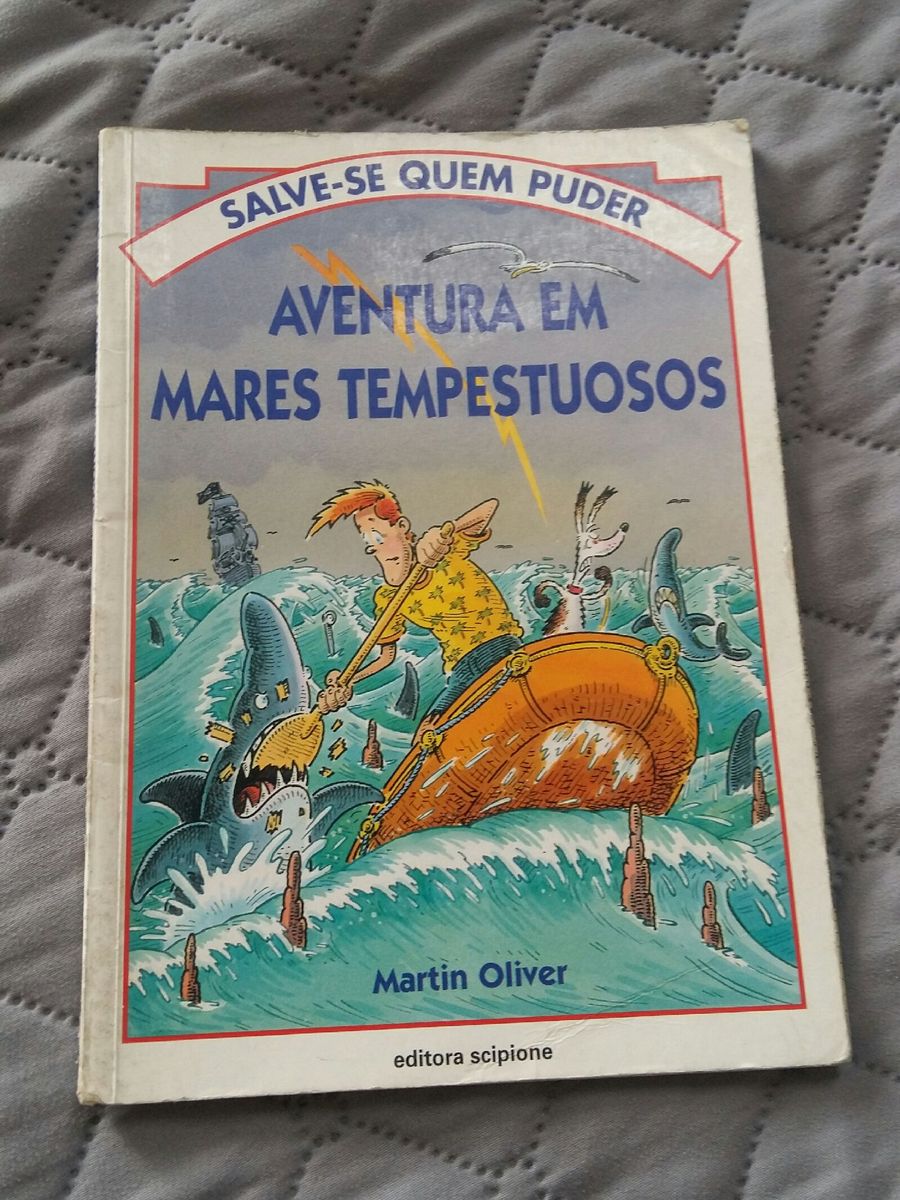 SALVE-SE QUEM PUDER
AVENTURA EM
MARES TEMPESTUOSOS
Martin Oliver
editora scipione